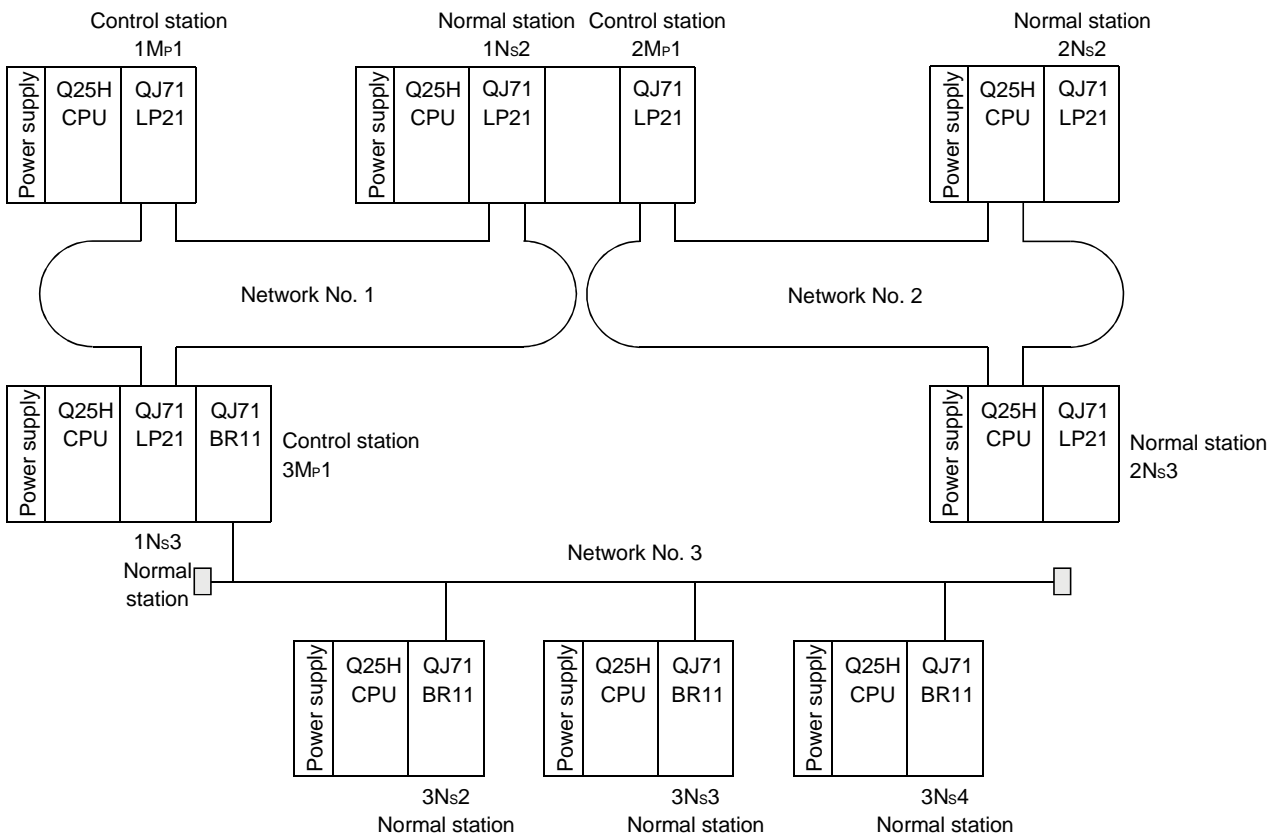 Control station
1MP1
Normal station
1NS2
Control station
2MP1
Normal station
2NS2
Power supply
Q25H
CPU
QJ71
LP21
Power supply
Q25H
CPU
QJ71
LP21
QJ71
LP21
Power supply
Q25H
CPU
QJ71
LP21
Network No. 1
Network No. 2
Power supply
Q25H
CPU
QJ71
LP21
QJ71
BR11
Control station
3MP1
Power supply
Q25H
CPU
QJ71
LP21
Normal station
2NS3
1NS3
Normal
station
Network No. 3
Power supply
Q25H
CPU
QJ71
BR11
Power supply
Q25H
CPU
QJ71
BR11
Power supply
Q25H
CPU
QJ71
BR11
3NS2
Normal station
3NS3
Normal station
3NS4
Normal station